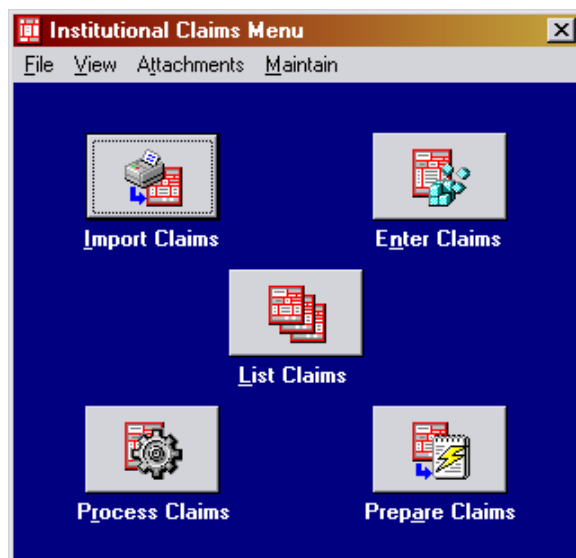 Institutional Claims Menu
File View Attachments Maintain
Import Claims Enter Claims
List Claims
Process Claims Prepare Claims